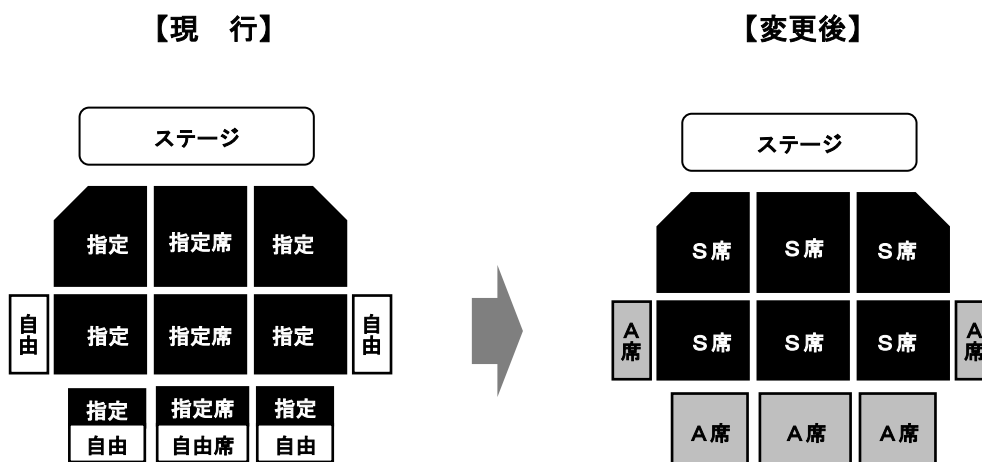 【現　行】
ステージ
指定 指定席 指定
自由 指定 指定席 指定 自由
指定 指定席 指定
自由 自由席 自由
【変更後】
ステージ
Ｓ席 Ｓ席 Ｓ席
Ａ席 Ｓ席 Ｓ席 Ｓ席 Ａ席
Ａ席 Ａ席 Ａ席